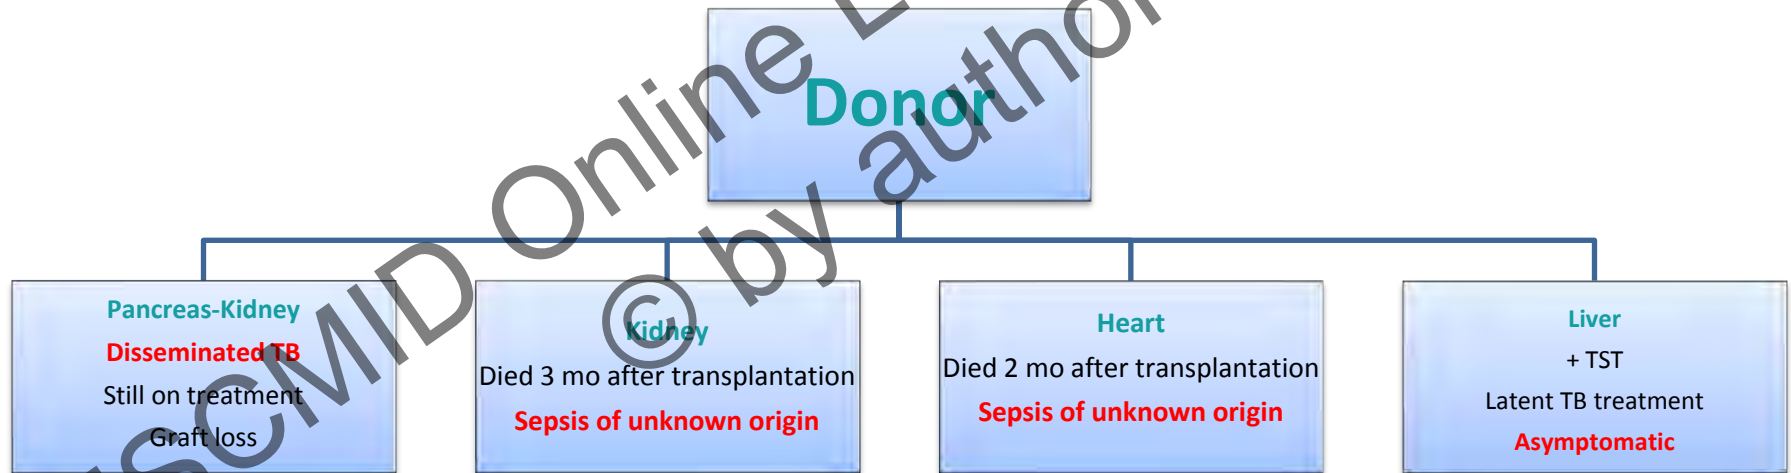 Donor
Pancreas-Kidney
Disseminated TB
Still on treatment
Graft loss
Kidney
Died 3 mo after transplantation
Sepsis of unknown origin
Heart
Died 2 mo after transplantation
Sepsis of unknown origin
Liver
+ TST
Latent TB treatment
Asymptomatic
ESCMID Online
© by author